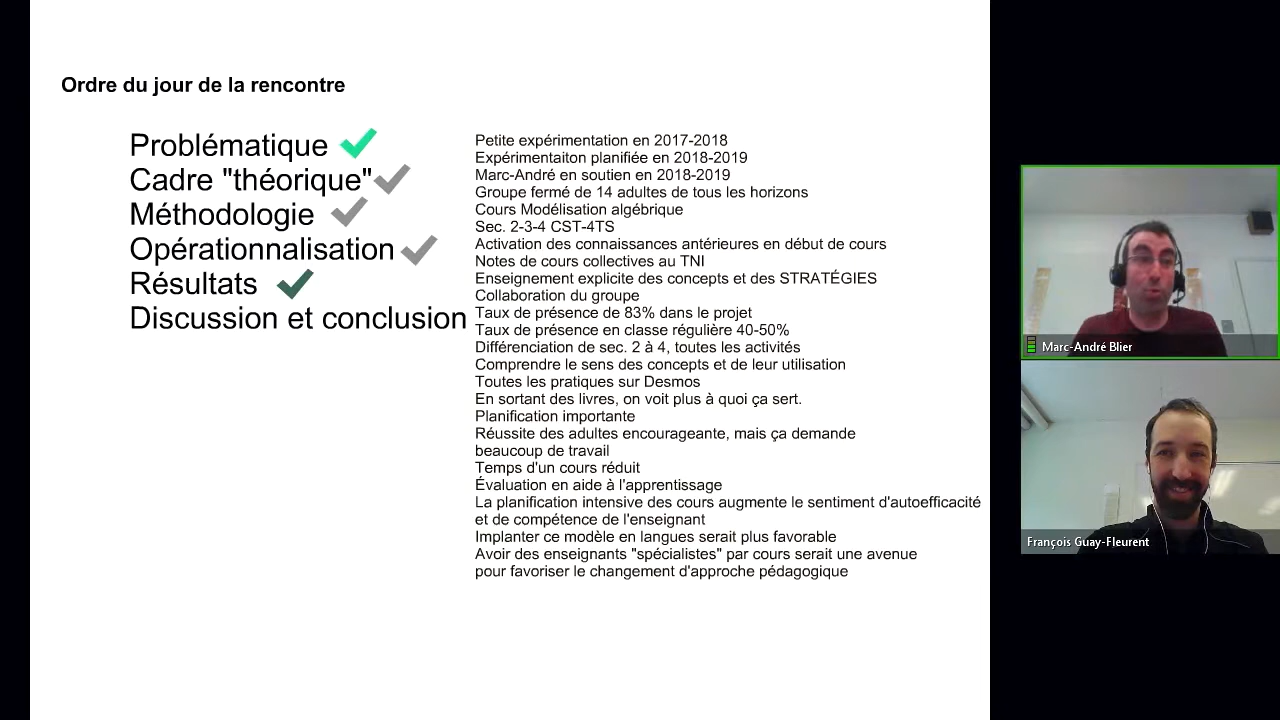 Ordre du jour de la rencontre
Problématique
Cadre "théorique"
Méthodologie
Opérationnalisation
Résultats
Discussion et conclusion
Petite expérimentation en 2017-2018
Expérimentaiton planifiée en 2018-2019
Marc-André en soutien en 2018-2019
Groupe fermé de 14 adultes de tous les horizons
Cours Modélisation algébrique
Sec. 2-3-4 CST-4TS
Activation des connaissances antérieures en début de cours
Notes de cours collectives au TNI
Enseignement explicite des concepts et des STRATÉGIES
Collaboration du groupe
Taux de présence de 83% dans le projet
Taux de présence en classe régulière 40-50%
Différenciation de sec. 2 à 4, toutes les activités
Comprendre le sens des concepts et de leur utilisation
Toutes les pratiques sur Desmos
En sortant des livres, on voit plus à quoi ça sert.
Planification importante
Réussite des adultes encourageante, mais ça demande
beaucoup de travail
Temps d'un cours réduit
Évaluation en aide à l'apprentissage
La planification intensive des cours augmente le sentiment d'autoefficacité
et de compétence de l'enseignant
Implanter ce modèle en langues serait plus favorable
Avoir des enseignants "spécialistes" par cours serait une avenue
pour favoriser le changement d'approche pédagogique
Marc-André Blier
François Guay-Fleurent